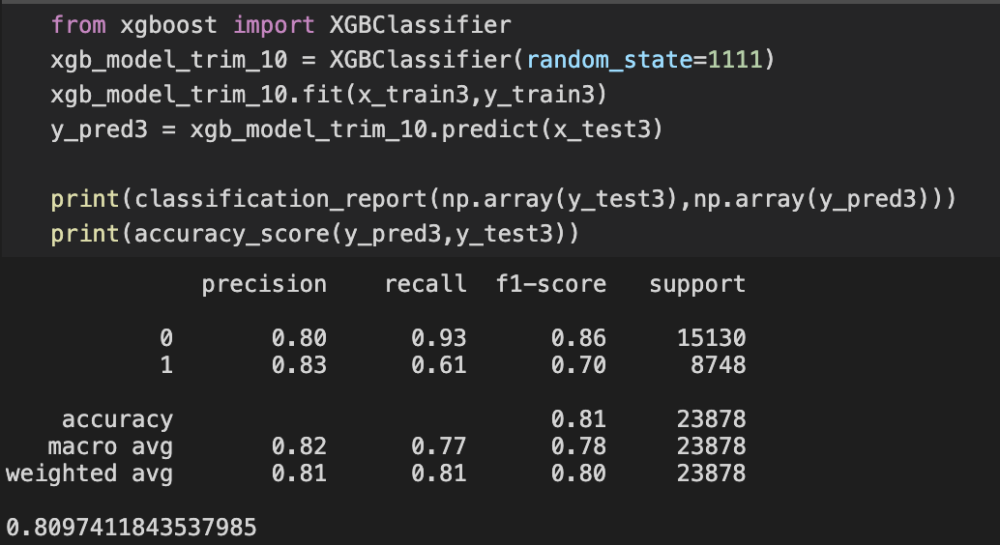 from xgboost import XGBClassifier
xgb_model_trim_10 = XGBClassifier(random_state=1111)
xgb_model_trim_10.fit(x_train3,y_train3)
y_pred3 = xgb_model_trim_10.predict(x_test3)
print(classification_report(np.array(y_test3),np.array(y_pred3)))
print(accuracy_score(y_pred3,y_test3))
precision recall f1-score support
0 0.80 0.93 0.86 15130
1 0.83 0.61 0.70 8748
accuracy 0.81 23878
macro avg 0.82 0.77 0.78 23878
weighted avg 0.81 0.81 0.80 23878
0.8097411843537985